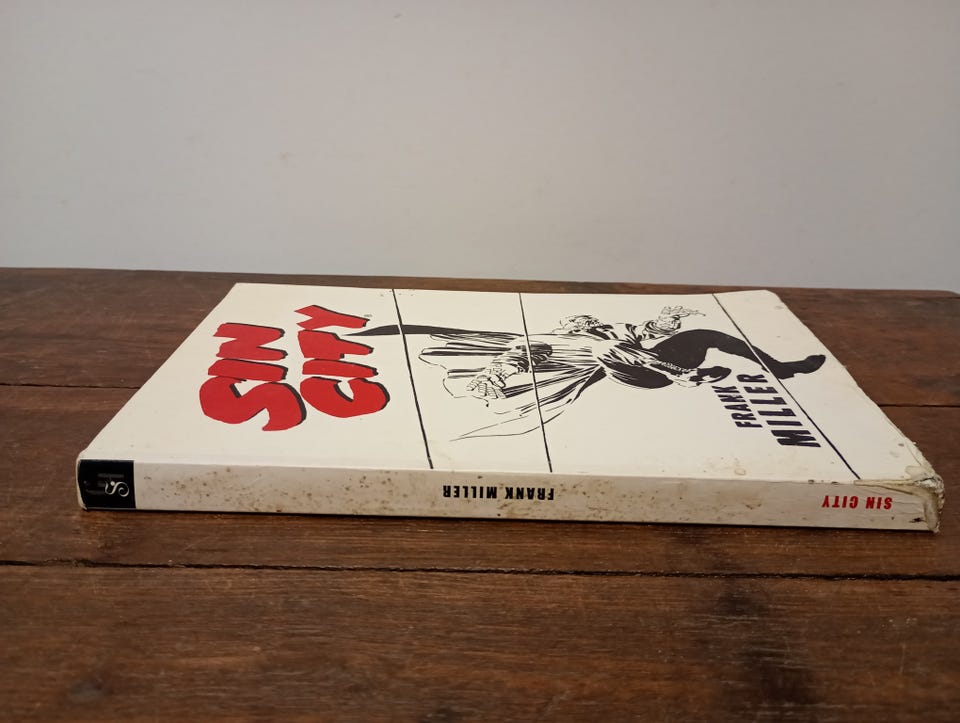 SIN
CITY®
FRANK
MILLER
FRANK MILLER
SIN CITY